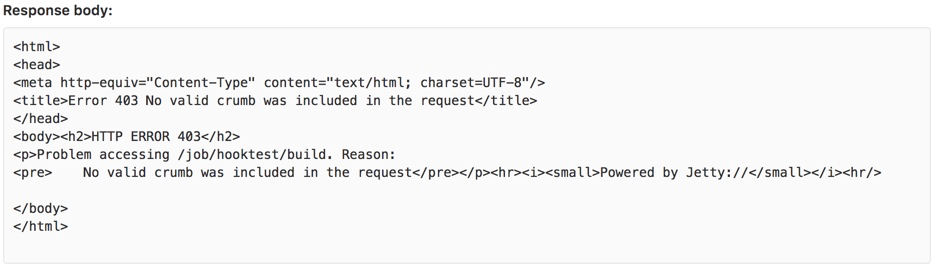 Response body:
<html>
<head>
<meta http-equiv="Content-Type" content="text/html; charset=UTF-8"/>
<title>Error 403 No valid crumb was included in the request</title>
</head>
<body><h2>HTTP ERROR 403</h2>
<p>Problem accessing /job/hooktest/build. Reason:
<pre>    No valid crumb was included in the request</pre></p><hr><i><small>Powered by Jetty://</small></i><hr/>
</body>
</html>